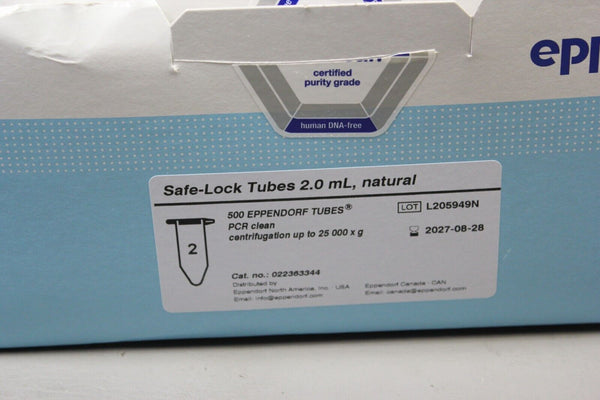 certified
purity grade
human DNA-free
epp
Safe-Lock Tubes 2.0 mL, natural
500 EPPENDORF TUBES®
PCR clean
centrifugation up to 25 000 x g
2
LOT L205949N
2027-08-28
Cat. no.: 022363344
Distributed by
Eppendorf North America, Inc. · USA
Email: info@eppendorf.com
Eppendorf Canada · CAN
Email: canada@eppendorf.com